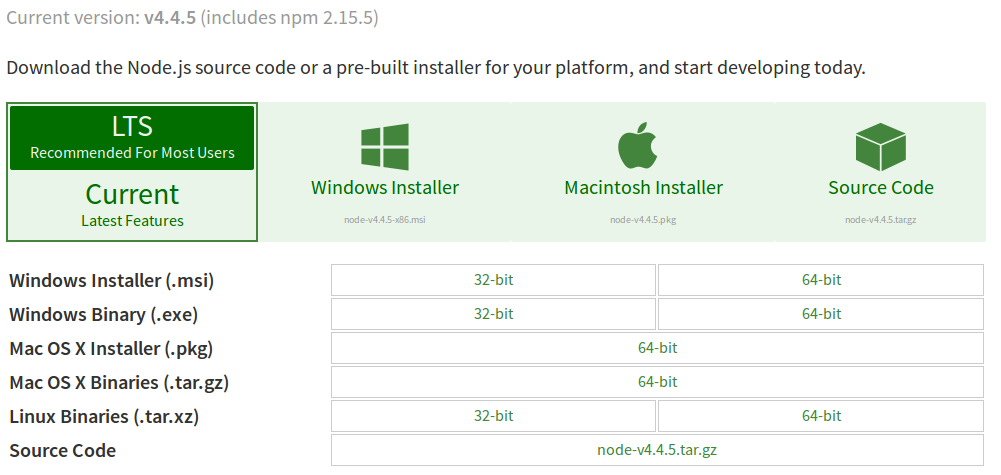 Current version: v4.4.5 (includes npm 2.15.5)
Download the Node.js source code or a pre-built installer for your platform, and start developing today.
LTS
Recommended For Most Users
Current
Latest Features
Windows Installer
node-v4.4.5-x86.msi
Macintosh Installer
node-v4.4.5.pkg
Source Code
node-v4.4.5.tar.gz
Windows Installer (.msi) 32-bit 64-bit
Windows Binary (.exe) 32-bit 64-bit
Mac OS X Installer (.pkg) 64-bit
Mac OS X Binaries (.tar.gz) 64-bit
Linux Binaries (.tar.xz) 32-bit 64-bit
Source Code node-v4.4.5.tar.gz